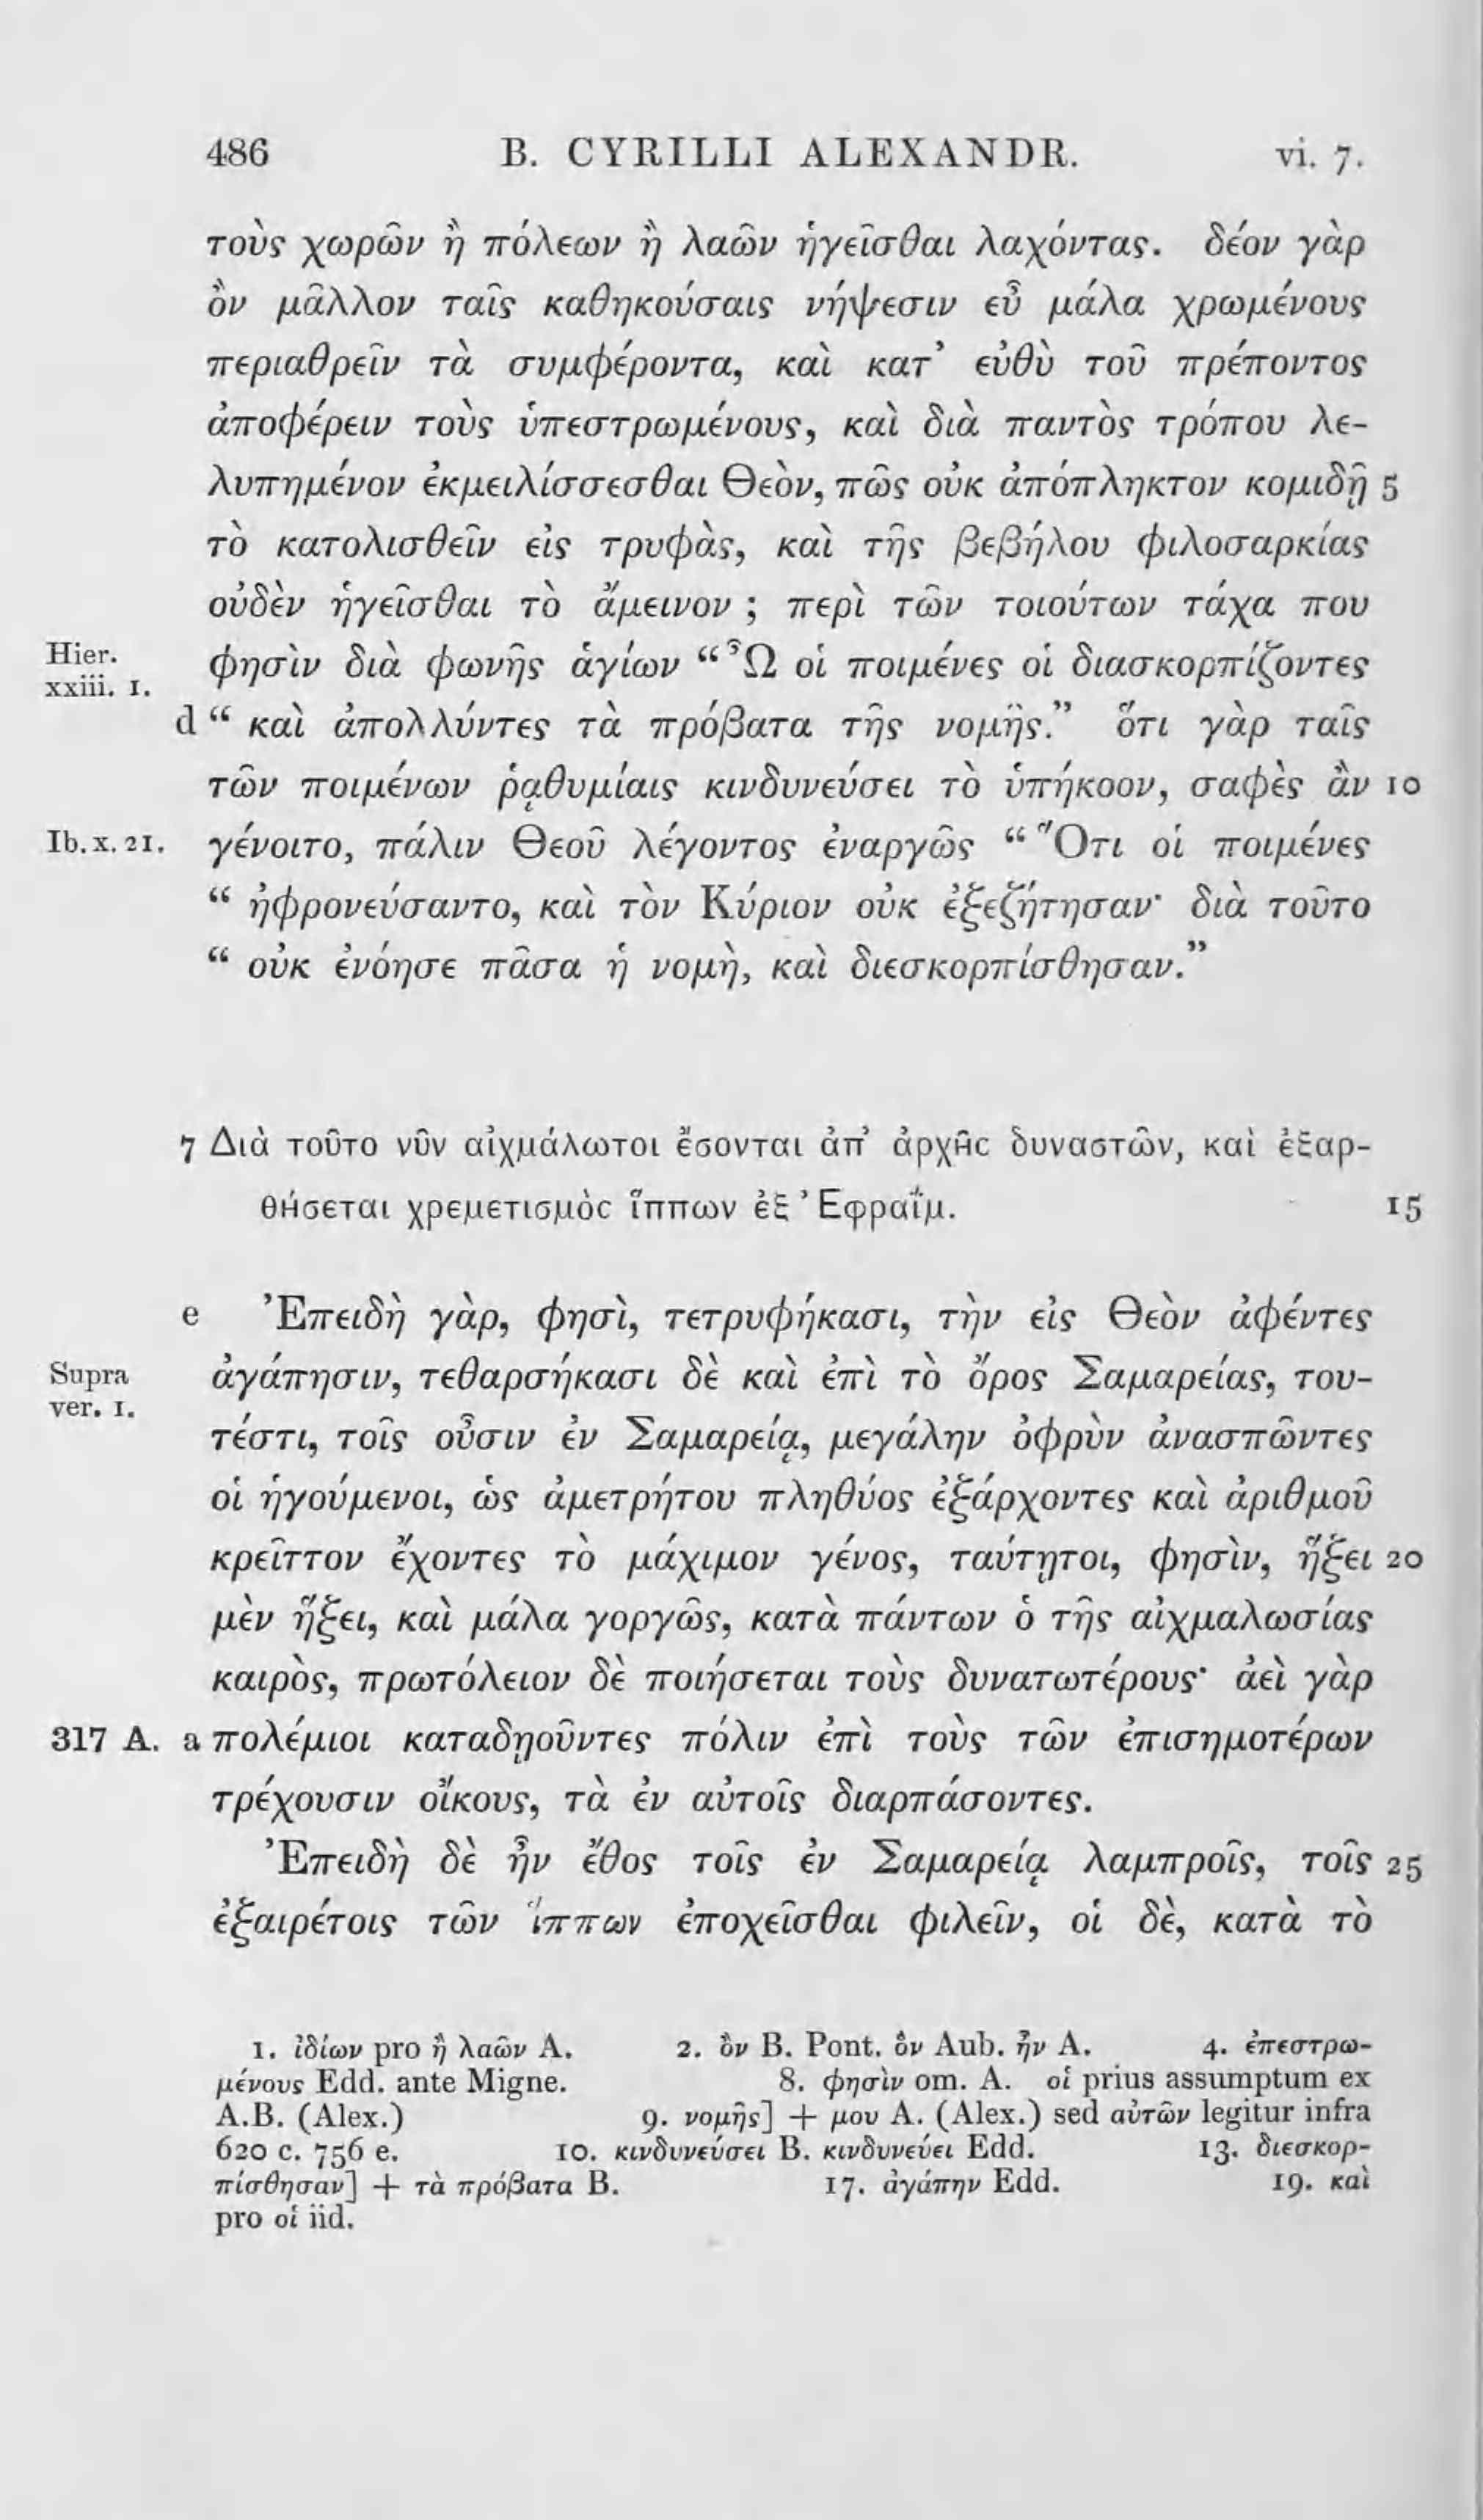 486 B. CYRILLI ALEXANDR. vi. 7.
τοὺς χωρῶν ἢ πόλεων ἢ λαῶν ἡγεῖσθαι λαχόντας. δέον γὰρ
ὂν μᾶλλον ταῖς καθηκούσαις νήψεσιν εὖ μάλα χρωμένους
περιαθρεῖν τὰ συμφέροντα, καὶ κατ’ εὐθὺ τοῦ πρέποντος
ἀποφέρειν τοὺς ὑπεστρωμένους, καὶ διὰ παντὸς τρόπου λε-
λυπημένον ἐκμειλίσσεσθαι Θεὸν, πῶς οὐκ ἀπόπληκτον κομιδῇ 5
τὸ κατολισθεῖν εἰς τρυφὰς, καὶ τῆς βεβήλου φιλοσαρκίας
οὐδὲν ἡγεῖσθαι τὸ ἄμεινον ; περὶ τῶν τοιούτων τάχα που
Hier. xxiii. 1. φησὶν διὰ φωνῆς ἁγίων “Ὦ οἱ ποιμένες οἱ διασκορπίζοντες
d “ καὶ ἀπολλύντες τὰ πρόβατα τῆς νομῆς.” ὅτι γὰρ ταῖς
τῶν ποιμένων ῥᾳθυμίαις κινδυνεύσει τὸ ὑπήκοον, σαφὲς ἂν 10
Ib. x. 21. γένοιτο, πάλιν Θεοῦ λέγοντος ἐναργῶς “ Ὅτι οἱ ποιμένες
“ ἠφρονεύσαντο, καὶ τὸν Κύριον οὐκ ἐξεζήτησαν· διὰ τοῦτο
“ οὐκ ἐνόησε πᾶσα ἡ νομὴ, καὶ διεσκορπίσθησαν.”
7 Διὰ τοῦτο νῦν αἰχμάλωτοι ἔσονται ἀπ’ ἀρχῆς δυναστῶν, καὶ ἐξαρ-
θήσεται χρεμετισμὸς ἵππων ἐξ Ἐφραΐμ. 15
e Ἐπειδὴ γὰρ, φησὶ, τετρυφήκασι, τὴν εἰς Θεὸν ἀφέντες
Supra ver. 1. ἀγάπησιν, τεθαρσήκασι δὲ καὶ ἐπὶ τὸ ὄρος Σαμαρείας, του-
τέστι, τοῖς οὖσιν ἐν Σαμαρείᾳ, μεγάλην ὀφρὺν ἀνασπῶντες
οἱ ἡγούμενοι, ὡς ἀμετρήτου πληθύος ἐξάρχοντες καὶ ἀριθμοῦ
κρεῖττον ἔχοντες τὸ μάχιμον γένος, ταύτῃτοι, φησὶν, ἥξει 20
μὲν ἥξει, καὶ μάλα γοργῶς, κατὰ πάντων ὁ τῆς αἰχμαλωσίας
καιρὸς, πρωτόλειον δὲ ποιήσεται τοὺς δυνατωτέρους· ἀεὶ γὰρ
317 A. a πολέμιοι καταδῃοῦντες πόλιν ἐπὶ τοὺς τῶν ἐπισημοτέρων
τρέχουσιν οἴκους, τὰ ἐν αὐτοῖς διαρπάσοντες.
Ἐπειδὴ δὲ ἦν ἔθος τοῖς ἐν Σαμαρείᾳ λαμπροῖς, τοῖς 25
ἐξαιρέτοις τῶν ἵππων ἐποχεῖσθαι φιλεῖν, οἱ δὲ, κατὰ τὸ
1. ἰδίων pro ἢ λαῶν A. 2. ὂν B. Pont. ὃν Aub. ἦν A. 4. ἐπεστρω-
μένους Edd. ante Migne. 8. φησὶν om. A. οἱ prius assumptum ex
A.B. (Alex.) 9. νομῆς] + μου A. (Alex.) sed αὐτῶν legitur infra
620 c. 756 e. 10. κινδυνεύσει B. κινδυνεύει Edd. 13. διεσκορ-
πίσθησαν] + τὰ πρόβατα B. 17. ἀγάπην Edd. 19. καὶ
pro οἱ iid.